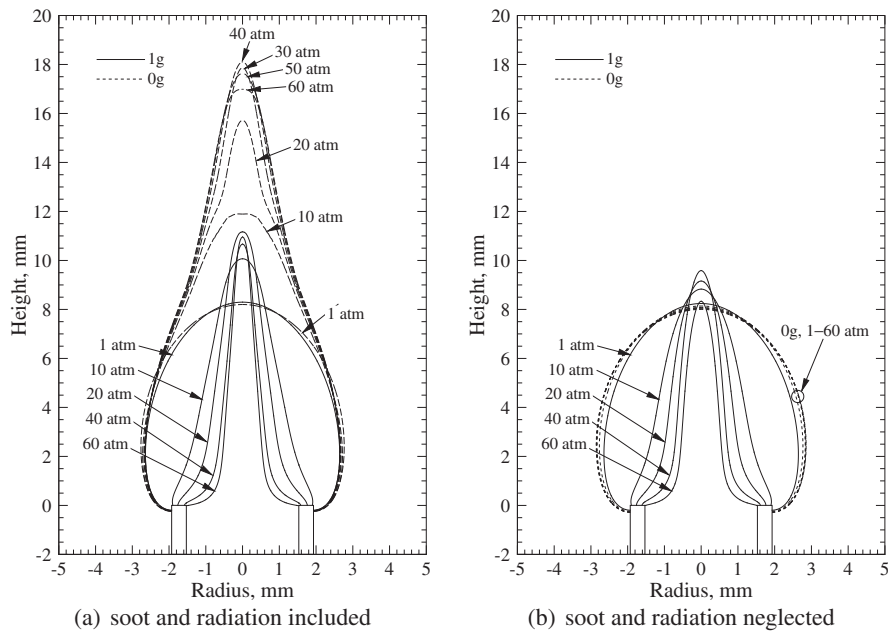 40 atm
30 atm
50 atm
60 atm
20 atm
10 atm
1 atm
1g
0g
1 atm
10 atm
20 atm
40 atm
60 atm
20
18
16
14
12
10
8
6
4
2
0
-2
Height, mm
-5 -4 -3 -2 -1 0 1 2 3 4 5
Radius, mm
(a) soot and radiation included
1g
0g
0g, 1–60 atm
1 atm
10 atm
20 atm
40 atm
60 atm
20
18
16
14
12
10
8
6
4
2
0
-2
Height, mm
-5 -4 -3 -2 -1 0 1 2 3 4 5
Radius, mm
(b) soot and radiation neglected